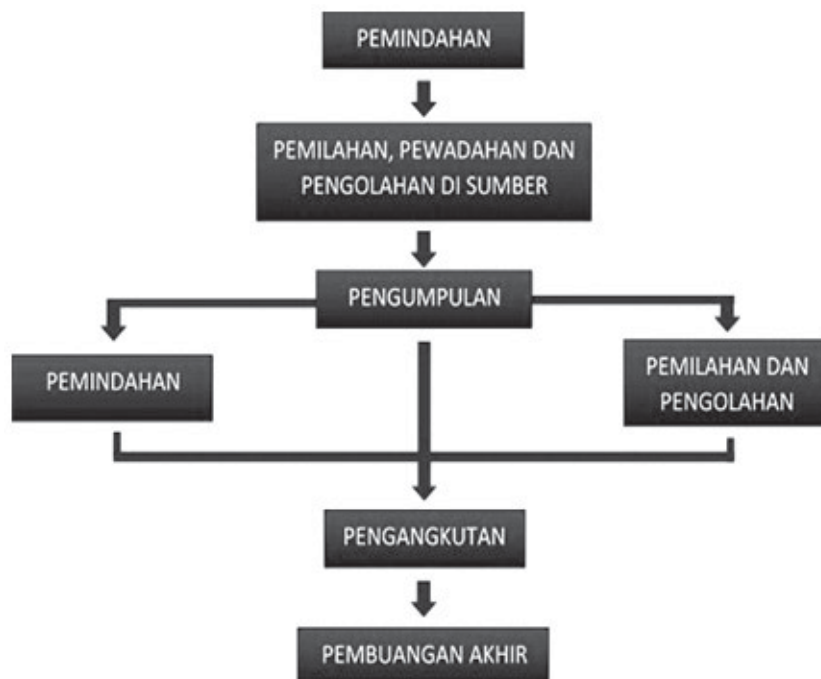 PEMINDAHAN
PEMILAHAN, PEWADAHAN DAN
PENGOLAHAN DI SUMBER
PENGUMPULAN
PEMINDAHAN
PEMILAHAN DAN
PENGOLAHAN
PENGANGKUTAN
PEMBUANGAN AKHIR